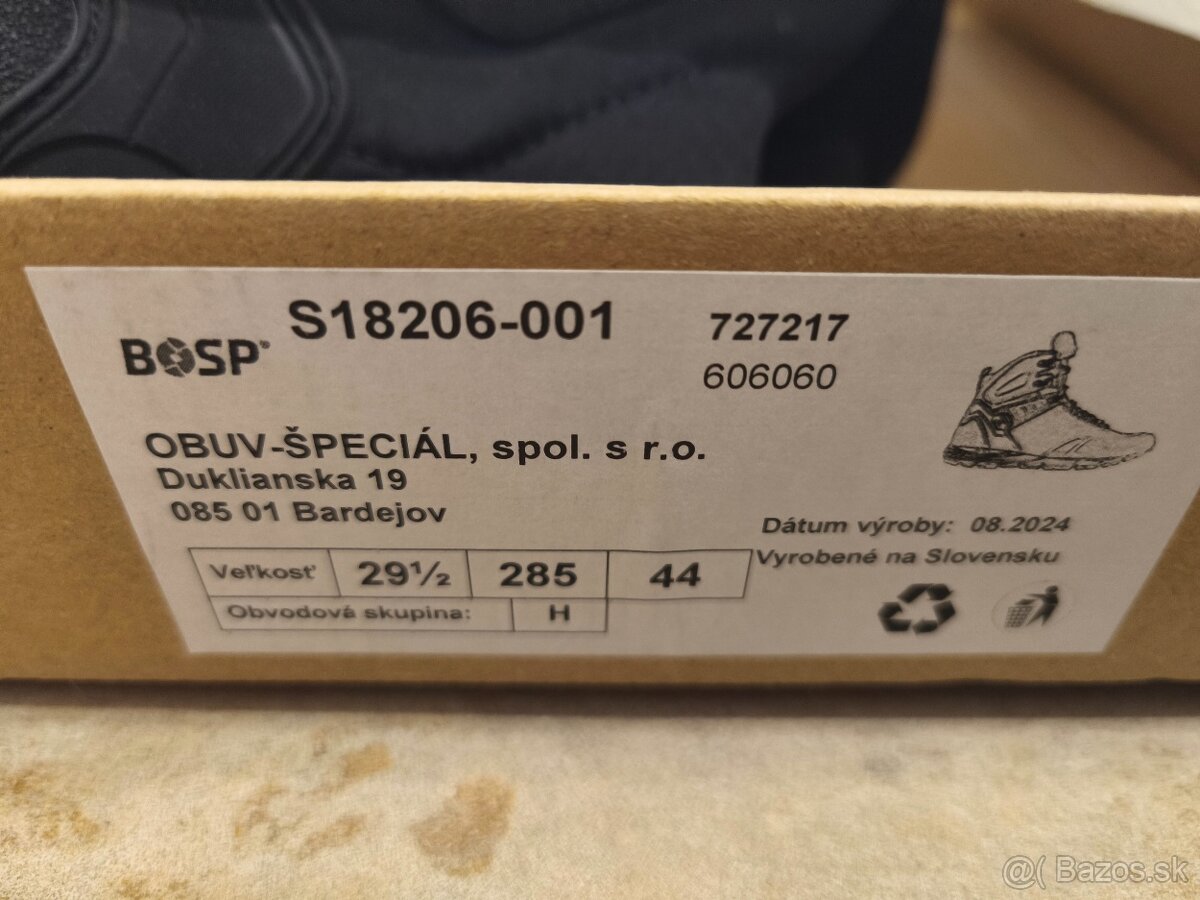 S18206-001
727217
BOSP®
606060
OBUV-ŠPECIÁL, spol. s r.o.
Duklianska 19
085 01 Bardejov
Dátum výroby: 08.2024
Vyrobené na Slovensku
Veľkosť 29½ 285 44
Obvodová skupina: H
@( Bazos.sk